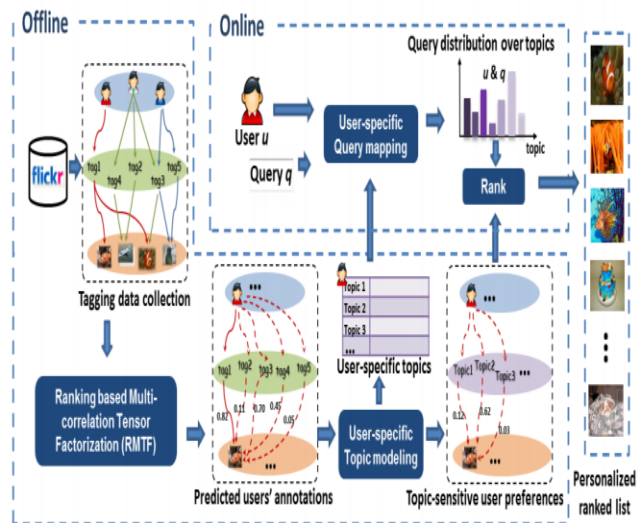 Offline
Online
Query distribution over topics
u & q
topic
User u
Query q
User-specific
Query mapping
Rank
flickr
tag1
tag2
tag5
tag4
tag3
Tagging data collection
Ranking based Multi-
correlation Tensor
Factorization (RMTF)
...
tag1
tag2
tag3
tag4
tag5
0.82
0.11
0.70
0.45
0.05
...
Predicted users' annotations
Topic 1
Topic 2
Topic 3
...
User-specific topics
User-specific
Topic modeling
...
Topic1
Topic2
Topic3
...
0.12
0.62
0.03
...
Topic-sensitive user preferences
Personalized
ranked list